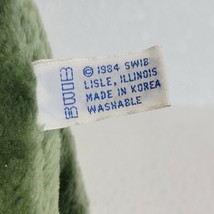 © 1984 SWIB
LISLE, ILLINOIS
MADE IN KOREA
WASHABLE